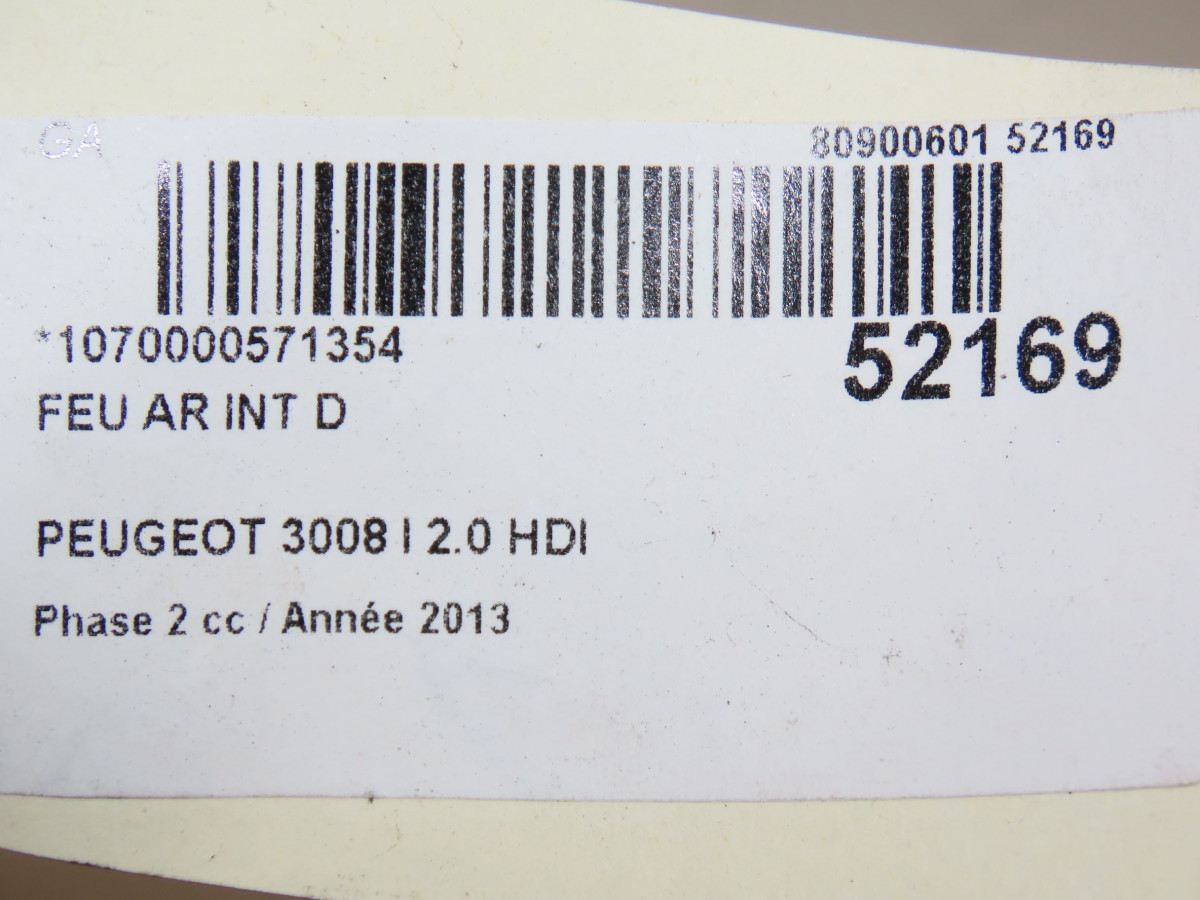 GA
80900601 52169
*1070000571354
52169
FEU AR INT D
PEUGEOT 3008 I 2.0 HDI
Phase 2 cc / Année 2013